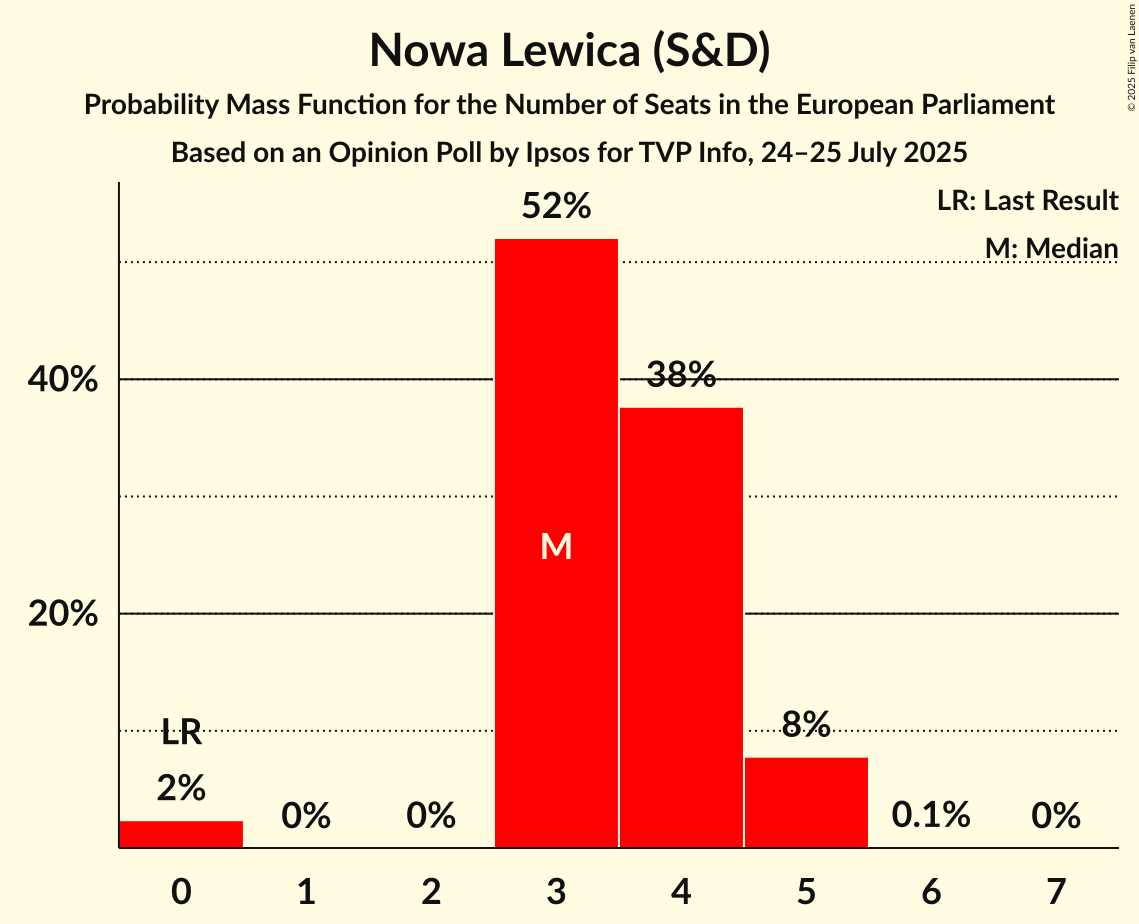 Nowa Lewica (S&D)
Probability Mass Function for the Number of Seats in the European Parliament
Based on an Opinion Poll by Ipsos for TVP Info, 24–25 July 2025
© 2025 Filip van Laenen
LR: Last Result
M: Median
52%
40%
38%
M
20%
LR
2%
0%
0%
8%
0.1%
0%
0 1 2 3 4 5 6 7